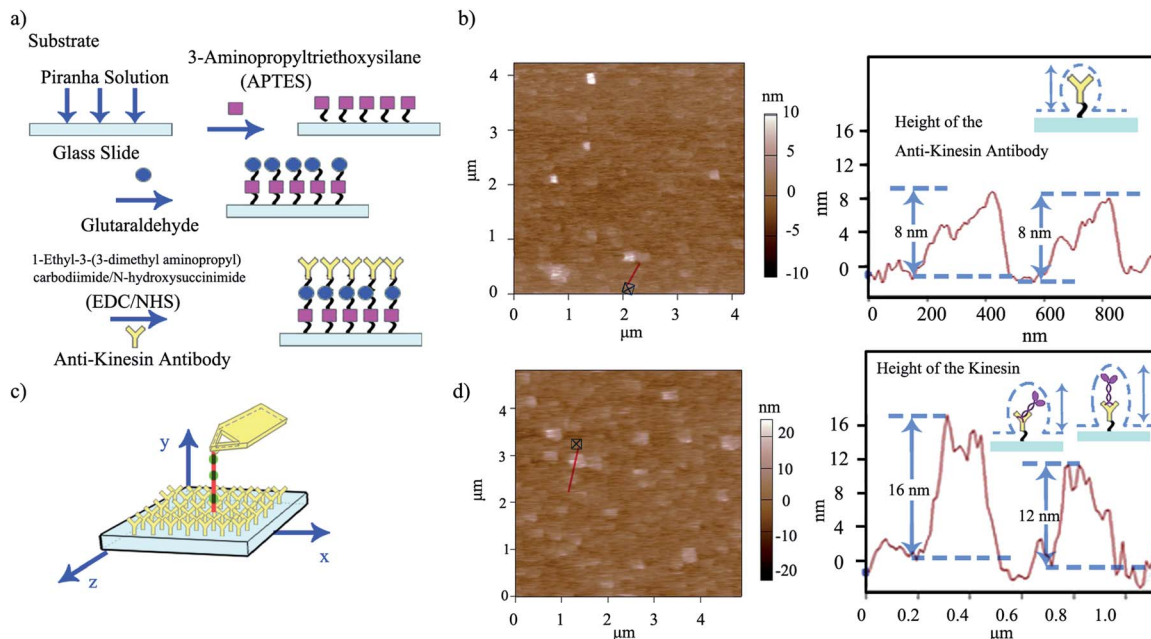 a)
Substrate
Piranha Solution
3-Aminopropyltriethoxysilane
(APTES)
Glass Slide
Glutaraldehyde
1-Ethyl-3-(3-dimethyl aminopropyl)
carbodiimide/N-hydroxysuccinimide
(EDC/NHS)
Anti-Kinesin Antibody
b)
4
3
2
1
0
μm
0 1 2 3 4
μm
nm
10
5
0
-5
-10
Height of the
Anti-Kinesin Antibody
16
12
8
4
0
nm
8 nm
8 nm
0 200 400 600 800
nm
c)
y
x
z
d)
4
3
2
1
0
μm
0 1 2 3 4
μm
nm
20
10
0
-10
-20
Height of the Kinesin
16
12
8
4
0
nm
16 nm
12 nm
0 0.2 0.4 0.6 0.8 1.0
μm